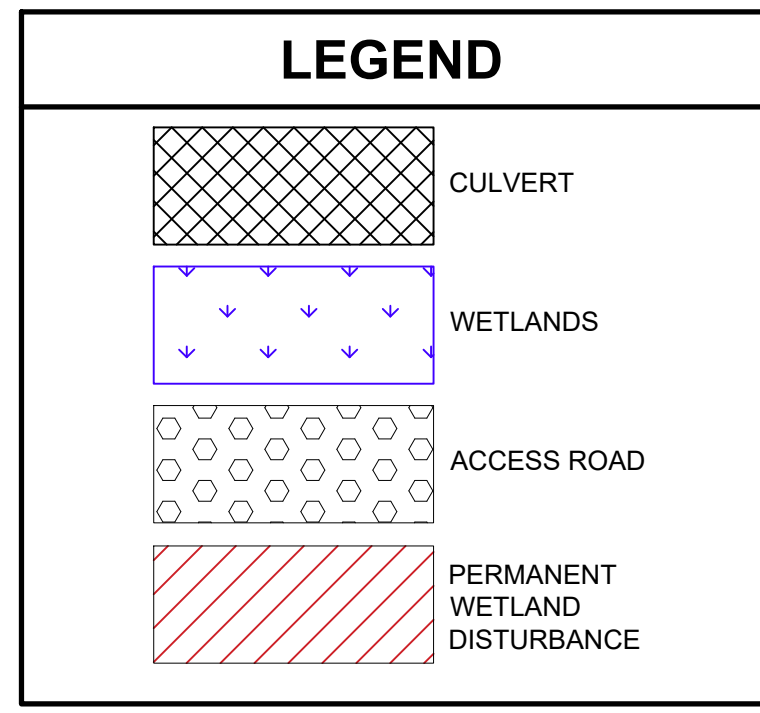 LEGEND
CULVERT
WETLANDS
ACCESS ROAD
PERMANENT
WETLAND
DISTURBANCE